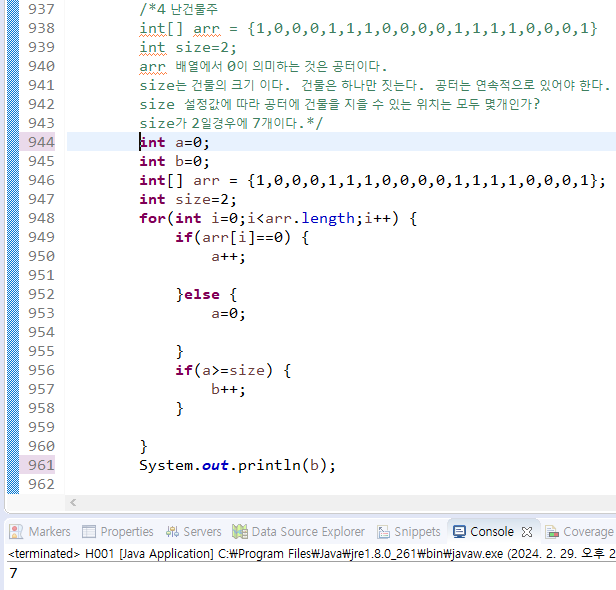 937 /*4 난건물주
938 int[] arr = {1,0,0,0,1,1,1,0,0,0,0,1,1,1,1,0,0,0,1}
939 int size=2;
940 arr 배열에서 0이 의미하는 것은 공터이다.
941 size는 건물의 크기 이다. 건물은 하나만 짓는다. 공터는 연속적으로 있어야 한다.
942 size 설정값에 따라 공터에 건물을 지을 수 있는 위치는 모두 몇개인가?
943 size가 2일경우에 7개이다.*/
944 int a=0;
945 int b=0;
946 int[] arr = {1,0,0,0,1,1,1,0,0,0,0,1,1,1,1,0,0,0,1};
947 int size=2;
948 for(int i=0;i<arr.length;i++) {
949 if(arr[i]==0) {
950 a++;
951
952 }else {
953 a=0;
954
955 }
956 if(a>=size) {
957 b++;
958 }
959
960 }
961 System.out.println(b);
962
Markers Properties Servers Data Source Explorer Snippets Console Coverage
<terminated> H001 [Java Application] C:₩Program Files₩Java₩jre1.8.0_261₩bin₩javaw.exe (2024. 2. 29. 오후 2
7